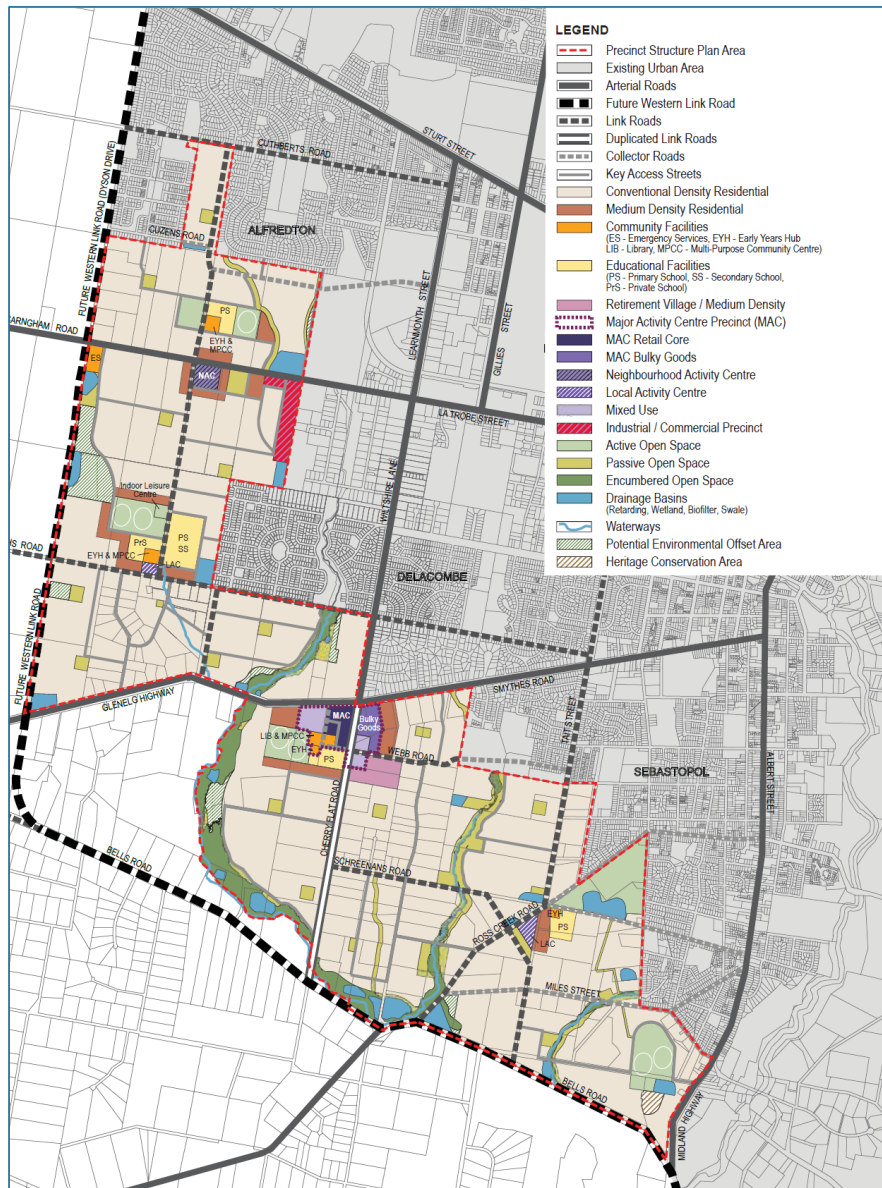 LEGEND
Precinct Structure Plan Area
Existing Urban Area
Arterial Roads
Future Western Link Road
Link Roads
Duplicated Link Roads
Collector Roads
Key Access Streets
Conventional Density Residential
Medium Density Residential
Community Facilities
(ES - Emergency Services, EYH - Early Years Hub
LIB - Library, MPCC - Multi-Purpose Community Centre)
Educational Facilities
(PS - Primary School, SS - Secondary School,
PrS - Private School)
Retirement Village / Medium Density
Major Activity Centre Precinct (MAC)
MAC Retail Core
MAC Bulky Goods
Neighbourhood Activity Centre
Local Activity Centre
Mixed Use
Industrial / Commercial Precinct
Active Open Space
Passive Open Space
Encumbered Open Space
Drainage Basins
(Retarding, Wetland, Biofilter, Swale)
Waterways
Potential Environmental Offset Area
Heritage Conservation Area
STURT STREET
CUTHBERTS ROAD
FUTURE WESTERN LINK ROAD (DYSON DRIVE)
CUZENS ROAD
ALFREDTON
LEARNMONTH STREET
GILLIES STREET
PS
EYH &
MPCC
CARNGHAM ROAD
ES
NAC
LA TROBE STREET
WILTSHIRE LANE
Indoor Leisure
Centre
PrS
PS
SS
EYH & MPCC
LAC
HS ROAD
DELACOMBE
FUTURE WESTERN LINK ROAD
GLENELG HIGHWAY
SMYTHES ROAD
MAC
Bulky
Goods
LIB & MPCC
EYH
PS
WEBB ROAD
TAIT STREET
SEBASTOPOL
ALBERT STREET
CHERRY FLAT ROAD
BELLS ROAD
SCHREENANS ROAD
ROSS CREEK ROAD
EYH
PS
LAC
MILES STREET
BELLS ROAD
MIDLAND HIGHWAY